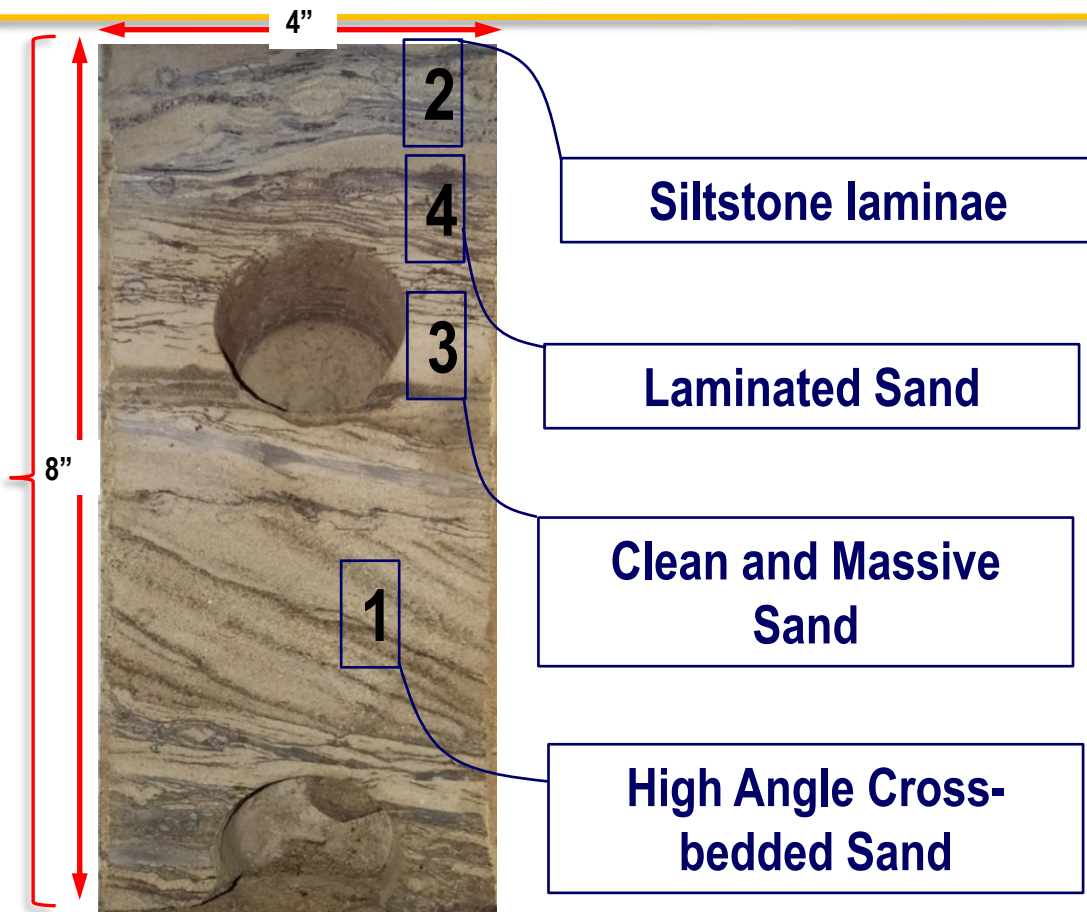 4”
2
Siltstone laminae
4
Laminated Sand
3
8”
Clean and Massive
Sand
1
High Angle Cross-
bedded Sand